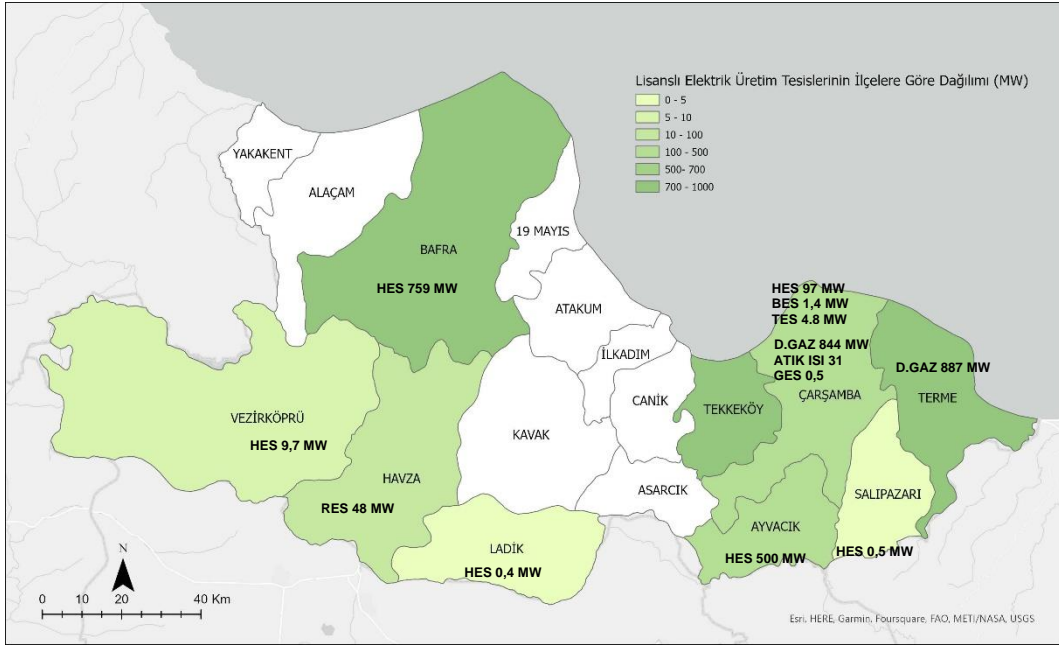 Lisanslı Elektrik Üretim Tesislerinin İlçelere Göre Dağılımı (MW)
0 - 5
5 - 10
10 - 100
100 - 500
500- 700
700 - 1000
YAKAKENT
ALAÇAM
BAFRA
HES 759 MW
19 MAYIS
ATAKUM
İLKADIM
CANİK
TEKKEKÖY
HES 97 MW
BES 1,4 MW
TES 4.8 MW
D.GAZ 844 MW
ATIK ISI 31
GES 0,5
ÇARŞAMBA
D.GAZ 887 MW
TERME
VEZİRKÖPRÜ
HES 9,7 MW
HAVZA
RES 48 MW
KAVAK
ASARCIK
SALIPAZARI
HES 0,5 MW
AYVACIK
HES 500 MW
LADİK
HES 0,4 MW
N
0 10 20 40 Km
Esri, HERE, Garmin, Foursquare, FAO, METI/NASA, USGS